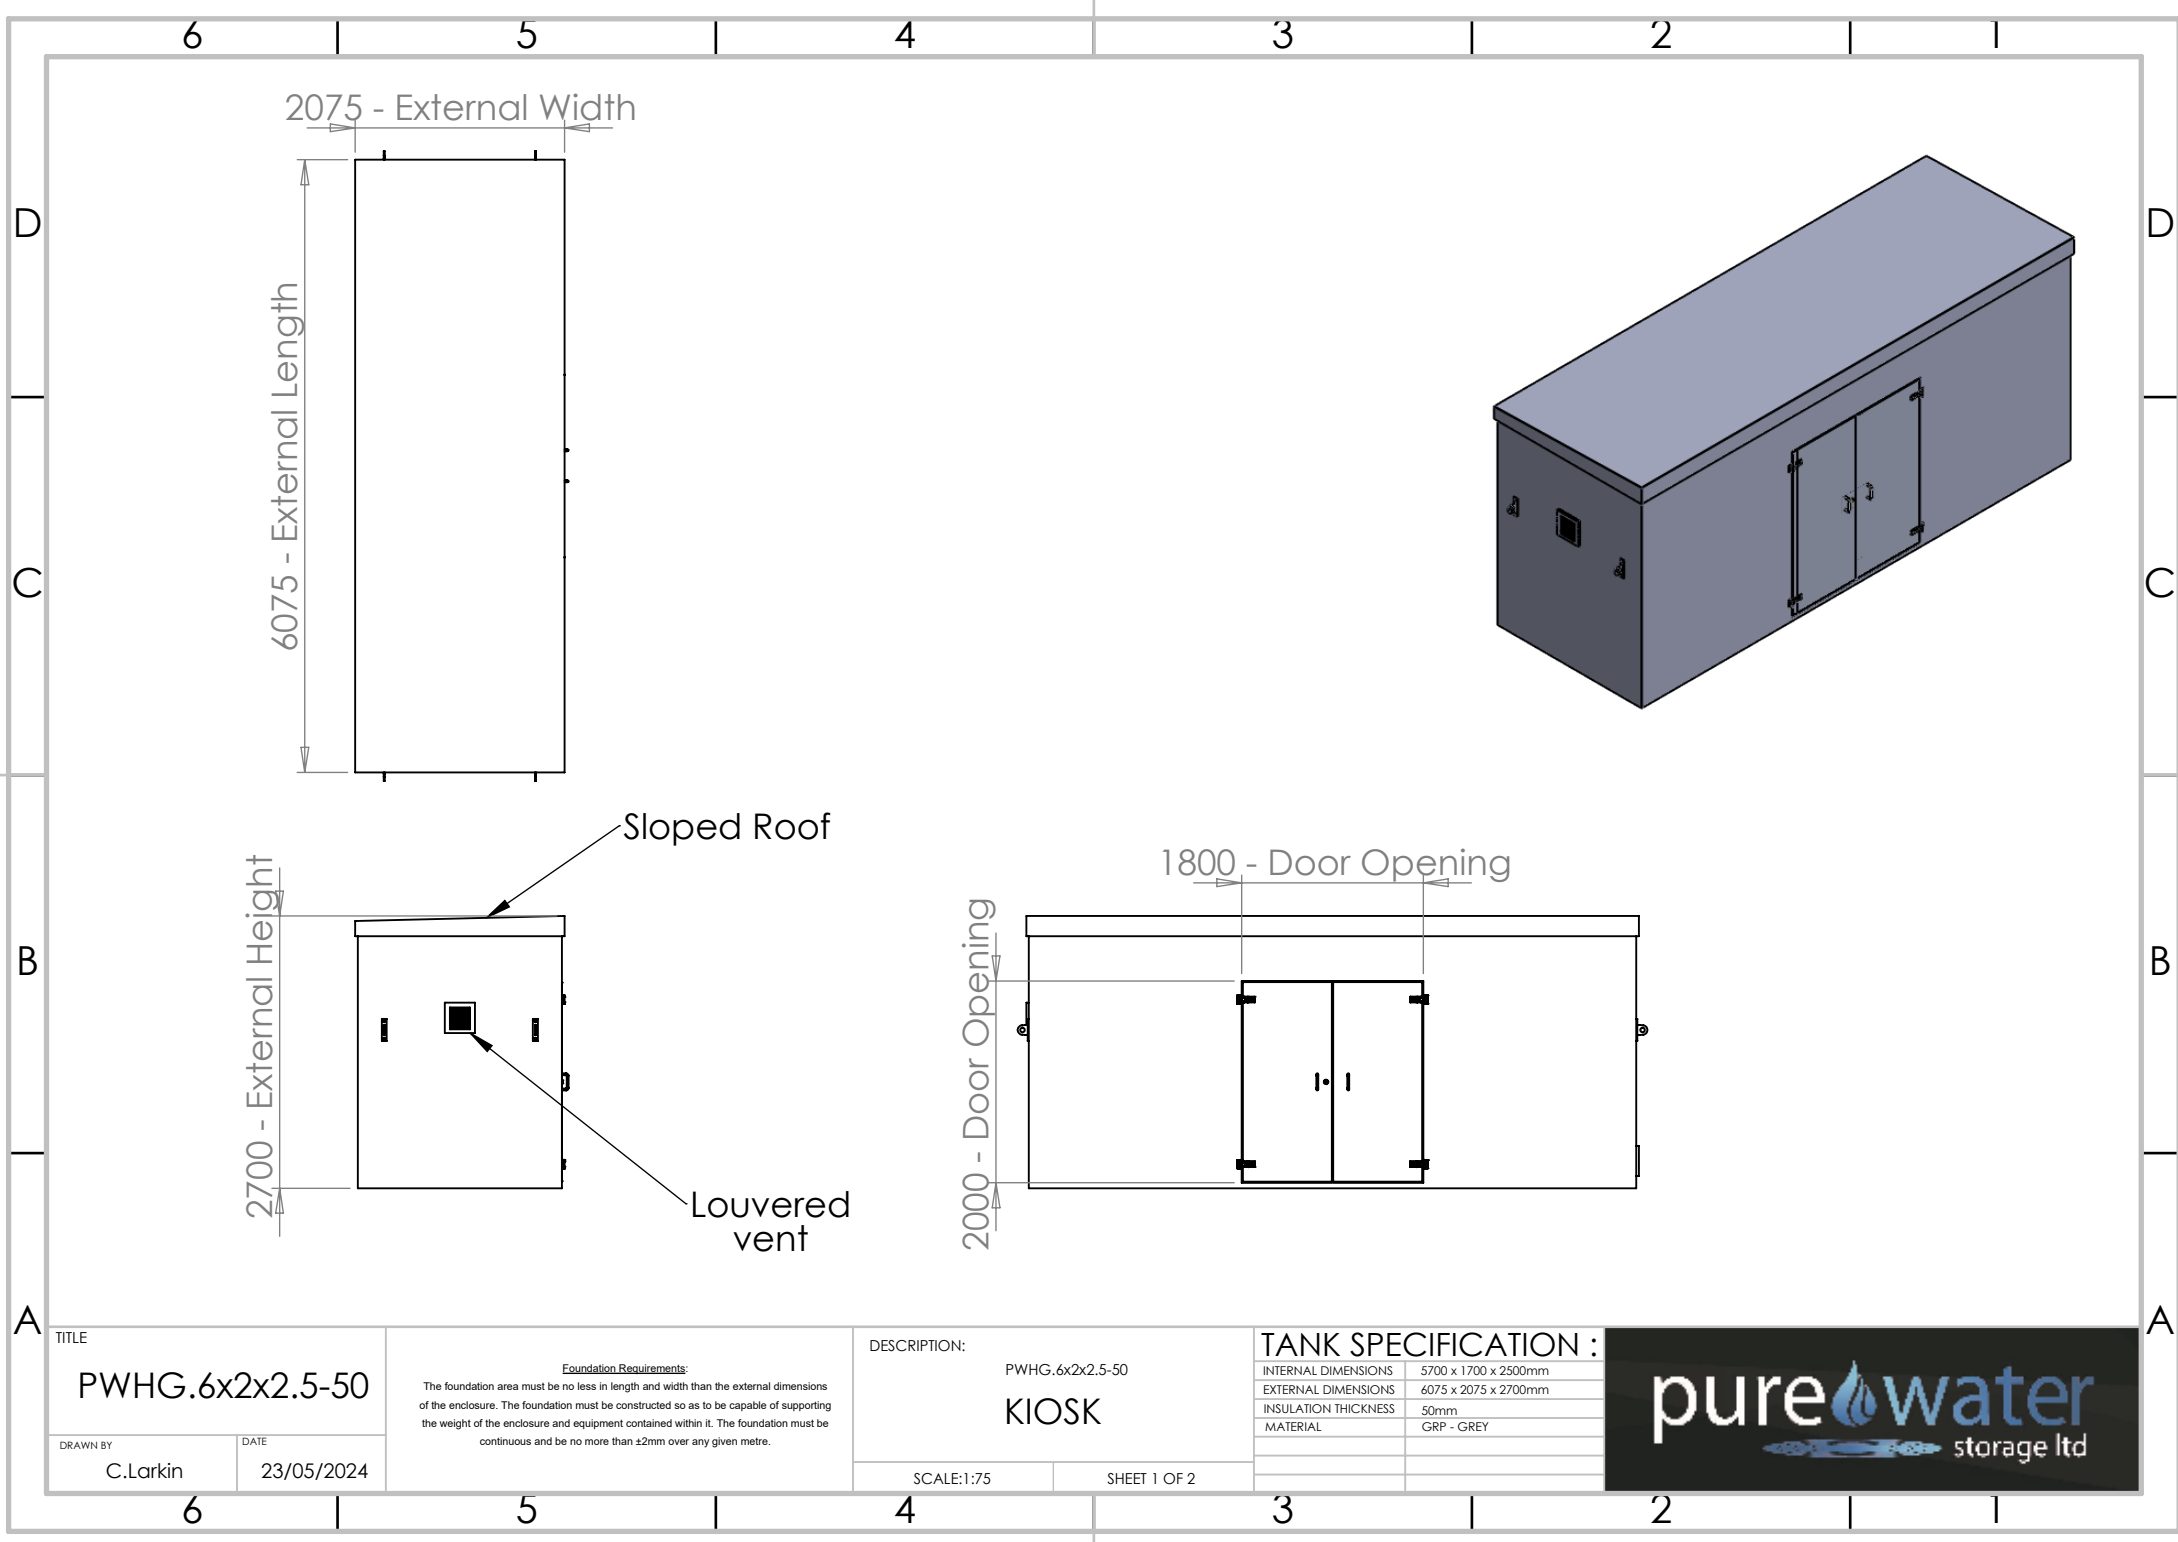 6 5 4 3 2 1
D D
C C
B B
A A
2075 - External Width
6075 - External Length
Sloped Roof
2700 - External Height
Louvered
vent
1800 - Door Opening
2000 - Door Opening
TITLE
PWHG.6x2x2.5-50
DRAWN BY
C.Larkin
DATE
23/05/2024
Foundation Requirements:
The foundation area must be no less in length and width than the external dimensions
of the enclosure. The foundation must be constructed so as to be capable of supporting
the weight of the enclosure and equipment contained within it. The foundation must be
continuous and be no more than ±2mm over any given metre.
DESCRIPTION:
PWHG.6x2x2.5-50
KIOSK
SCALE:1:75
SHEET 1 OF 2
TANK SPECIFICATION :
INTERNAL DIMENSIONS 5700 x 1700 x 2500mm
EXTERNAL DIMENSIONS 6075 x 2075 x 2700mm
INSULATION THICKNESS 50mm
MATERIAL GRP - GREY
pure water
storage ltd
6 5 4 3 2 1